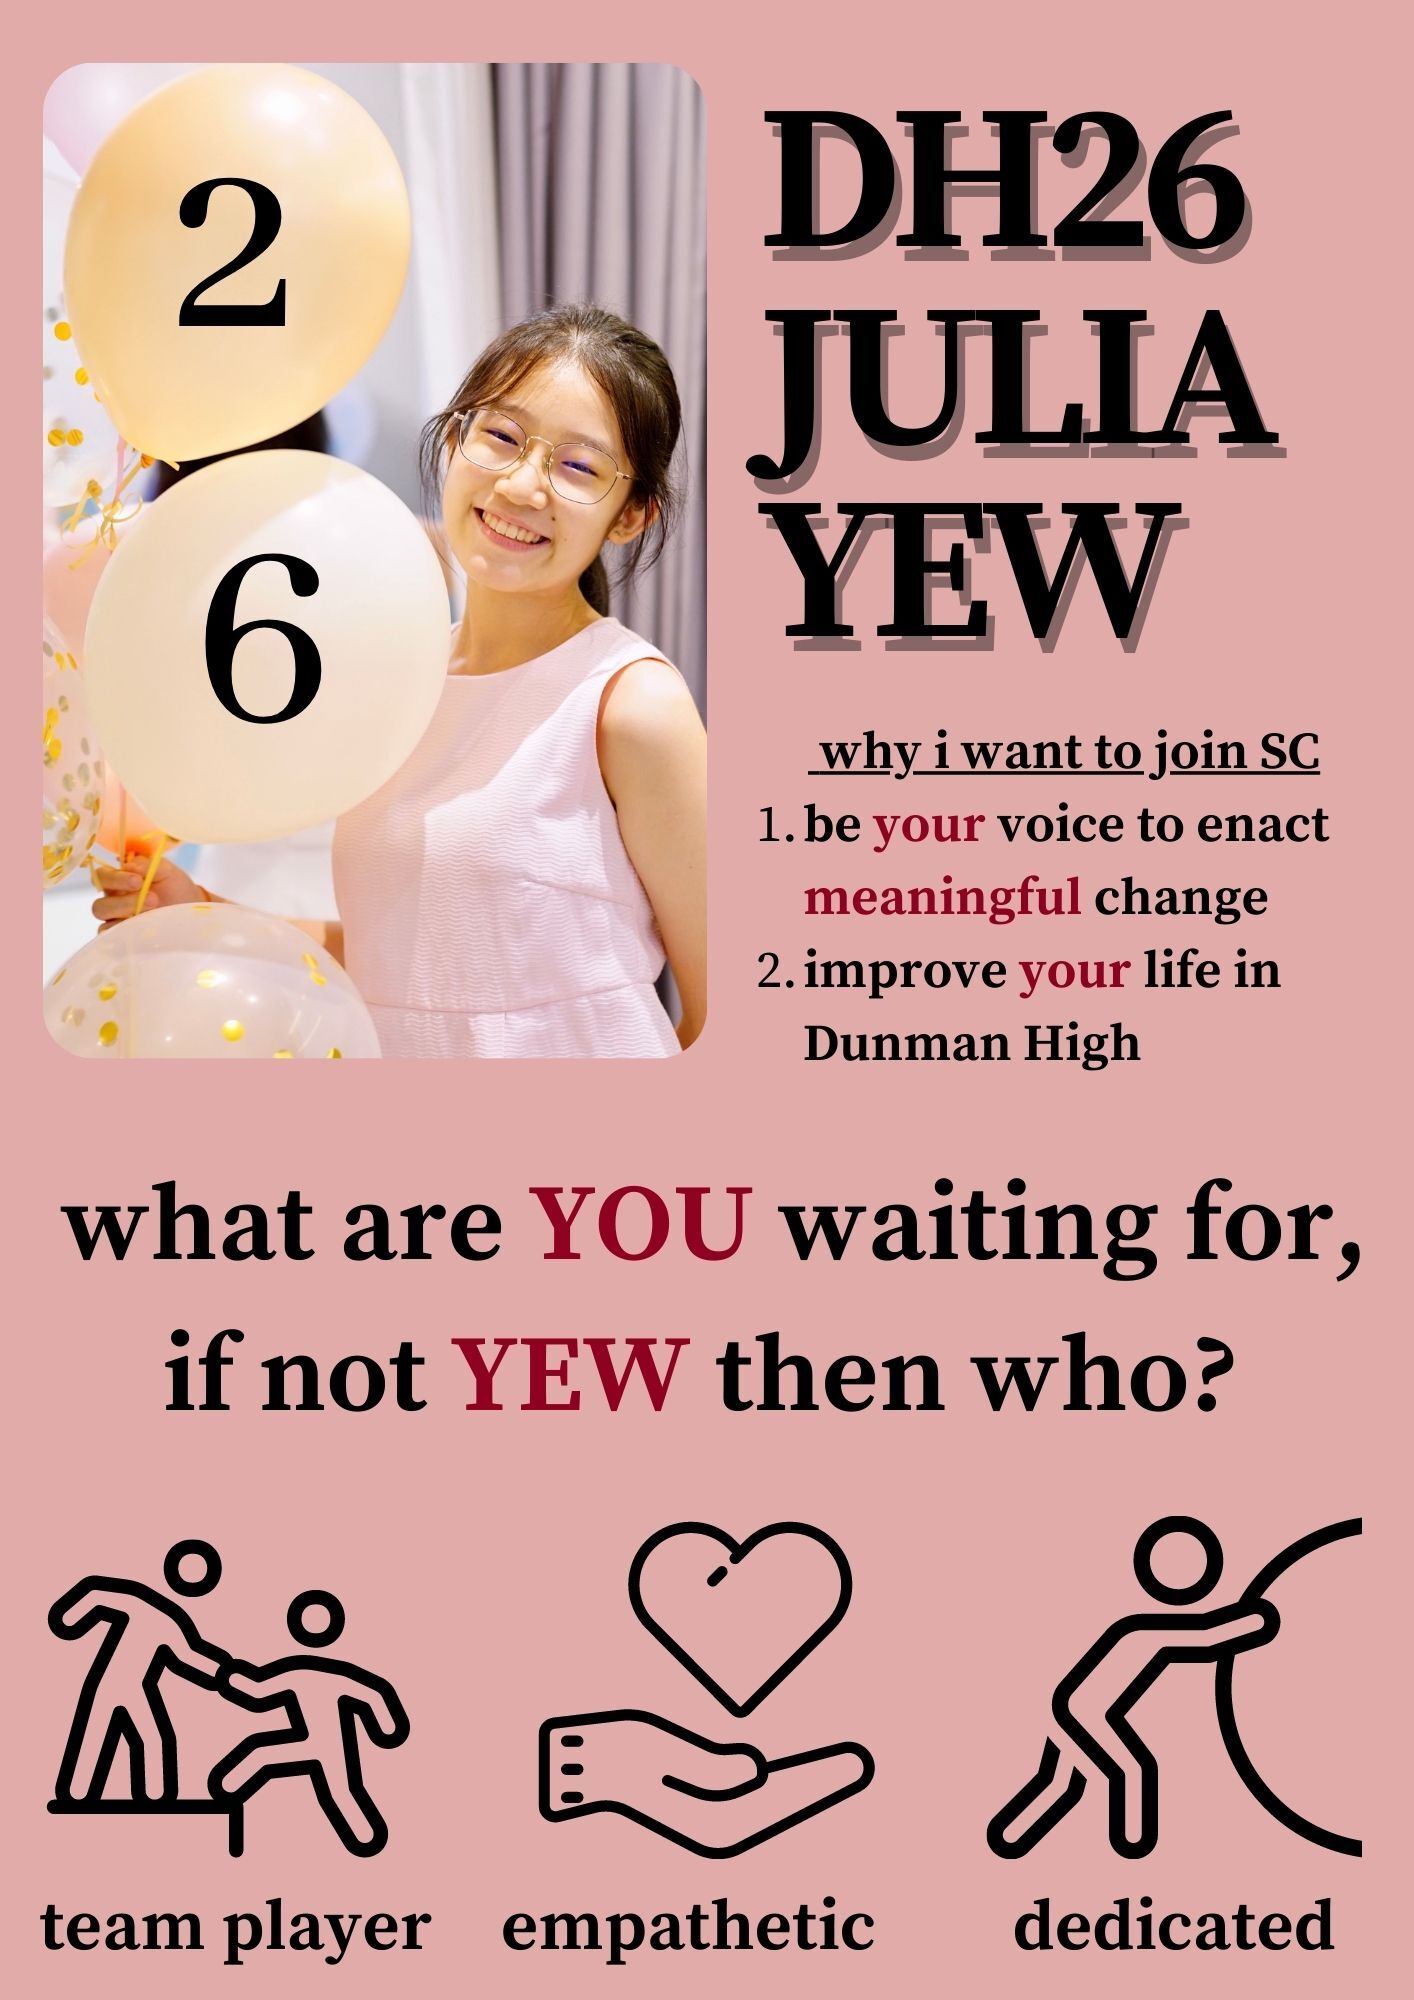 2
6
DH26
JULIA
YEW
why i want to join SC
1. be your voice to enact
meaningful change
2. improve your life in
Dunman High
what are YOU waiting for,
if not YEW then who?
team player empathetic dedicated